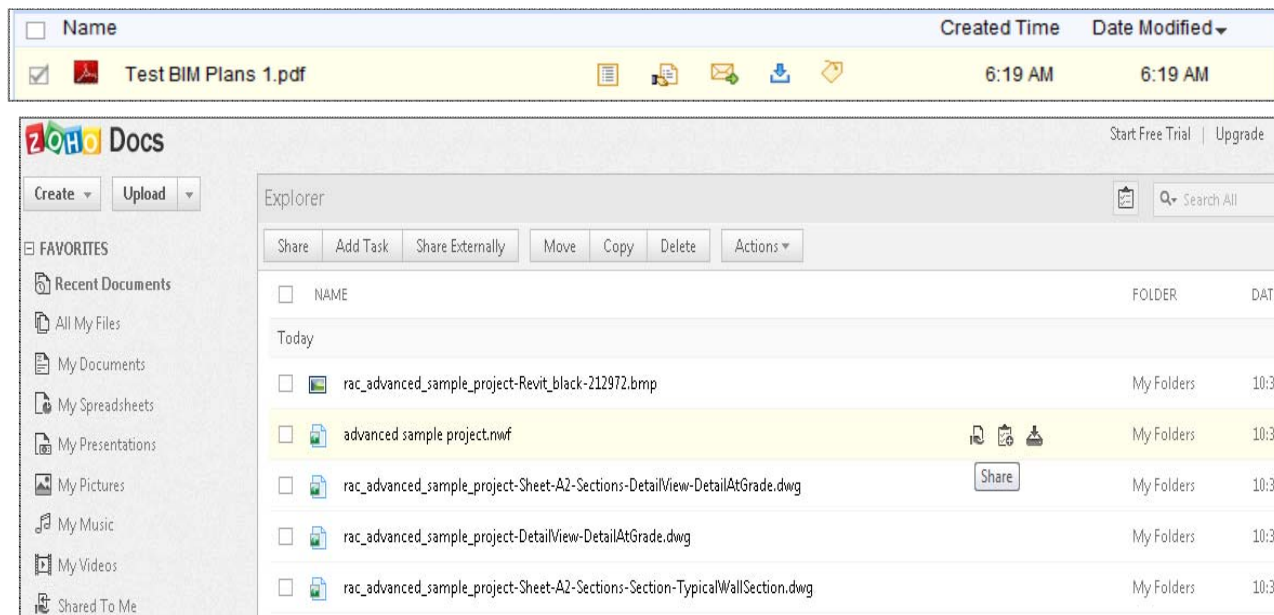 Name Created Time Date Modified
Test BIM Plans 1.pdf 6:19 AM 6:19 AM
ZOHO Docs Start Free Trial | Upgrade
Create Upload Explorer Search All
FAVORITES Share Add Task Share Externally Move Copy Delete Actions
Recent Documents NAME FOLDER DAT
All My Files Today
My Documents rac_advanced_sample_project-Revit_black-212972.bmp My Folders 10:3
My Spreadsheets
My Presentations advanced sample project.nwf My Folders 10:3
Share
My Pictures rac_advanced_sample_project-Sheet-A2-Sections-DetailView-DetailAtGrade.dwg My Folders 10:3
My Music rac_advanced_sample_project-DetailView-DetailAtGrade.dwg My Folders 10:3
My Videos
Shared To Me rac_advanced_sample_project-Sheet-A2-Sections-Section-TypicalWallSection.dwg My Folders 10:3